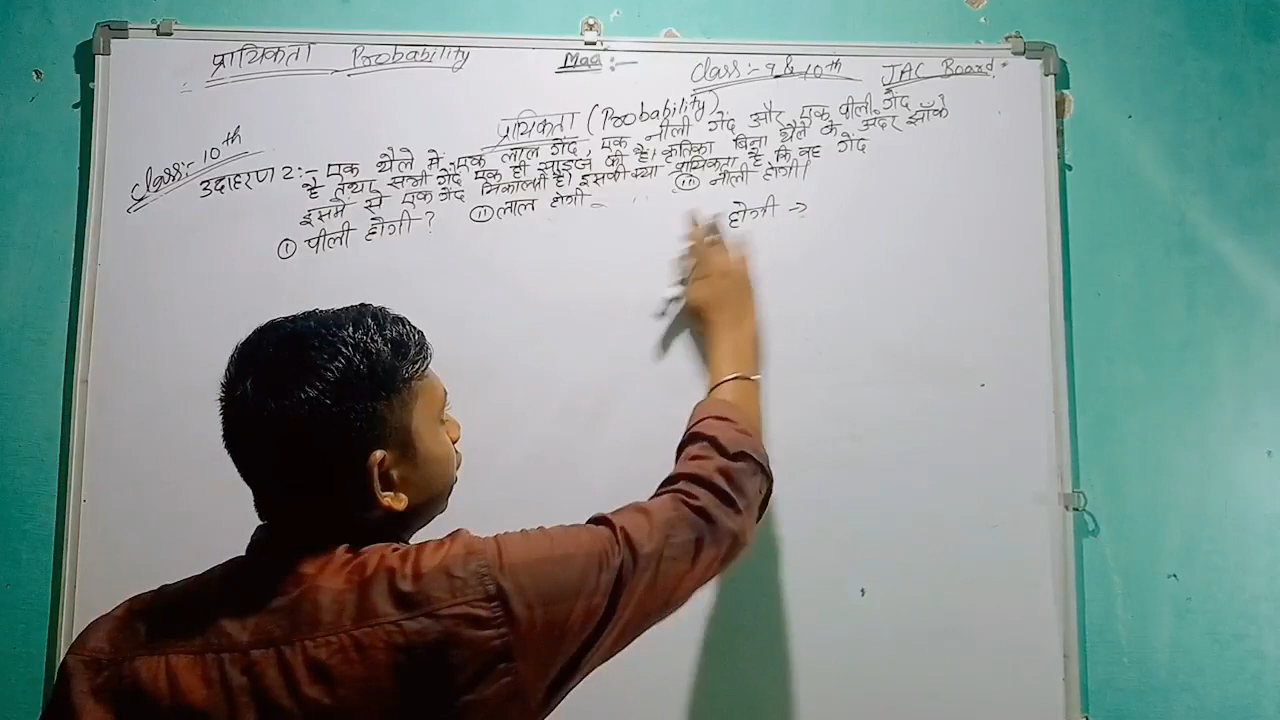 प्रायिकता Probability Maa:- Class:- 9 & 10th JAC Board
प्रायिकता (Probability)
Class:- 10th
उदाहरण 2:- एक थैले में एक लाल गेंद, एक नीली गेंद और एक पीली गेंद
है तथा सभी गेंदें एक ही साइज की है। कृतिका बिना थैले के अंदर झाँके
इसमें से एक गेंद निकालती है। इसकी क्या प्रायिकता है कि वह गेंद
(i) पीली होगी? (ii) लाल होगी (iii) नीली होगी।
होगी →